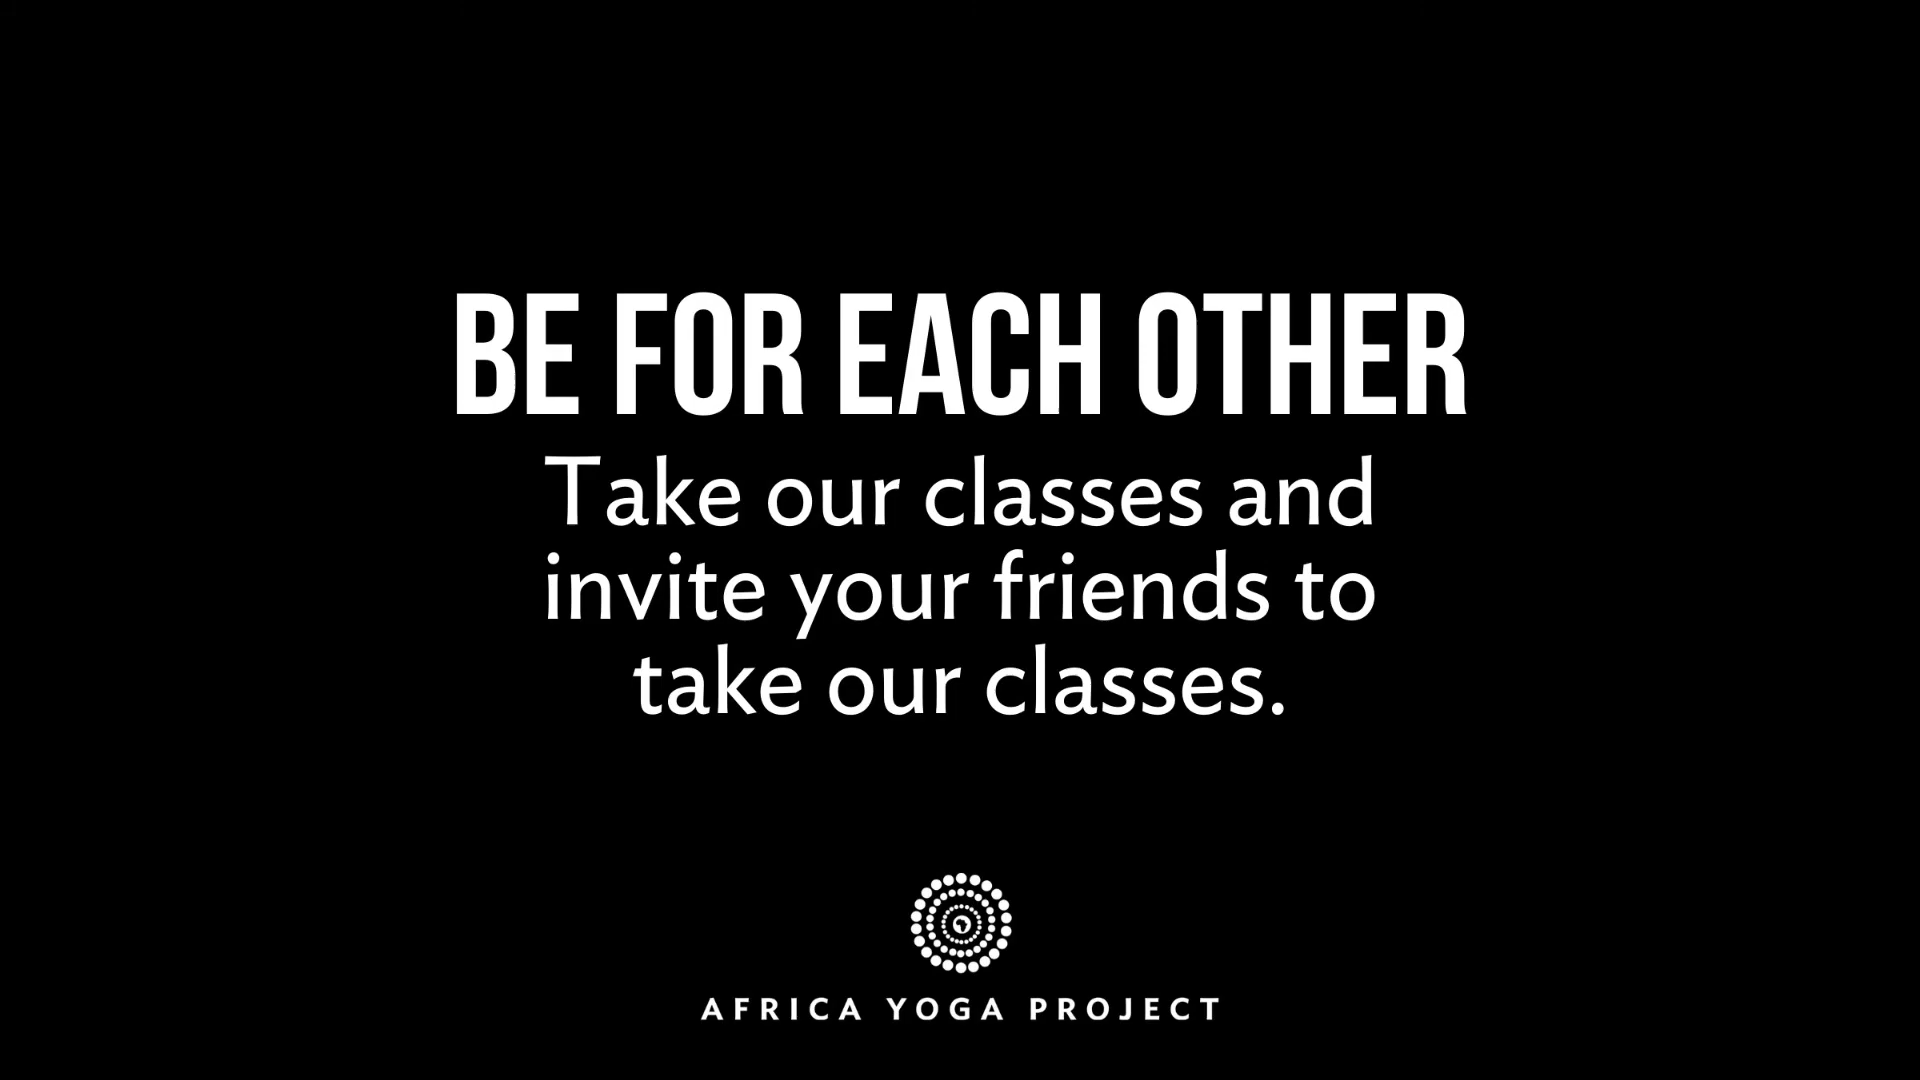 BE FOR EACH OTHER
Take our classes and
invite your friends to
take our classes.
AFRICA YOGA PROJECT